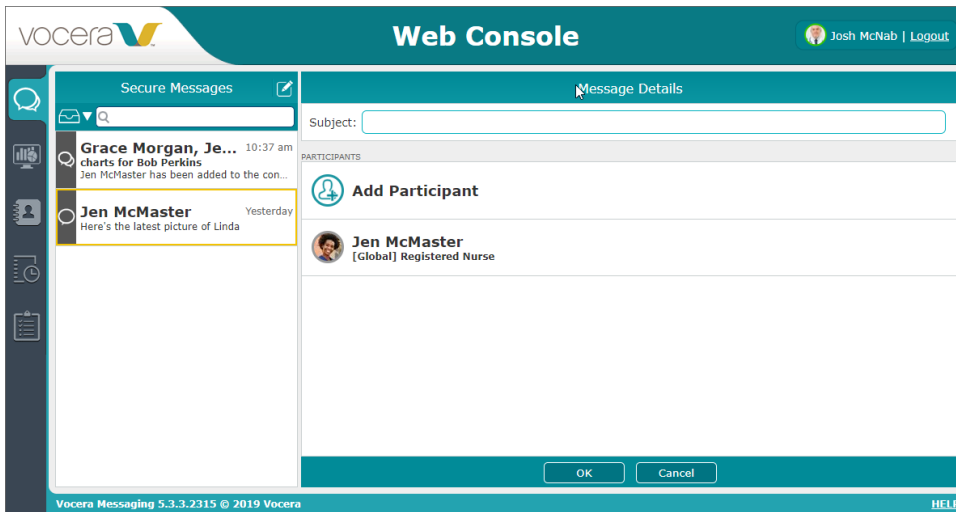 vocera
Web Console
Josh McNab | Logout
Secure Messages
Message Details
Subject:
Grace Morgan, Je... 10:37 am
charts for Bob Perkins
Jen McMaster has been added to the con...
Jen McMaster Yesterday
Here's the latest picture of Linda
PARTICIPANTS
Add Participant
Jen McMaster
[Global] Registered Nurse
OK Cancel
Vocera Messaging 5.3.3.2315 © 2019 Vocera
HELP